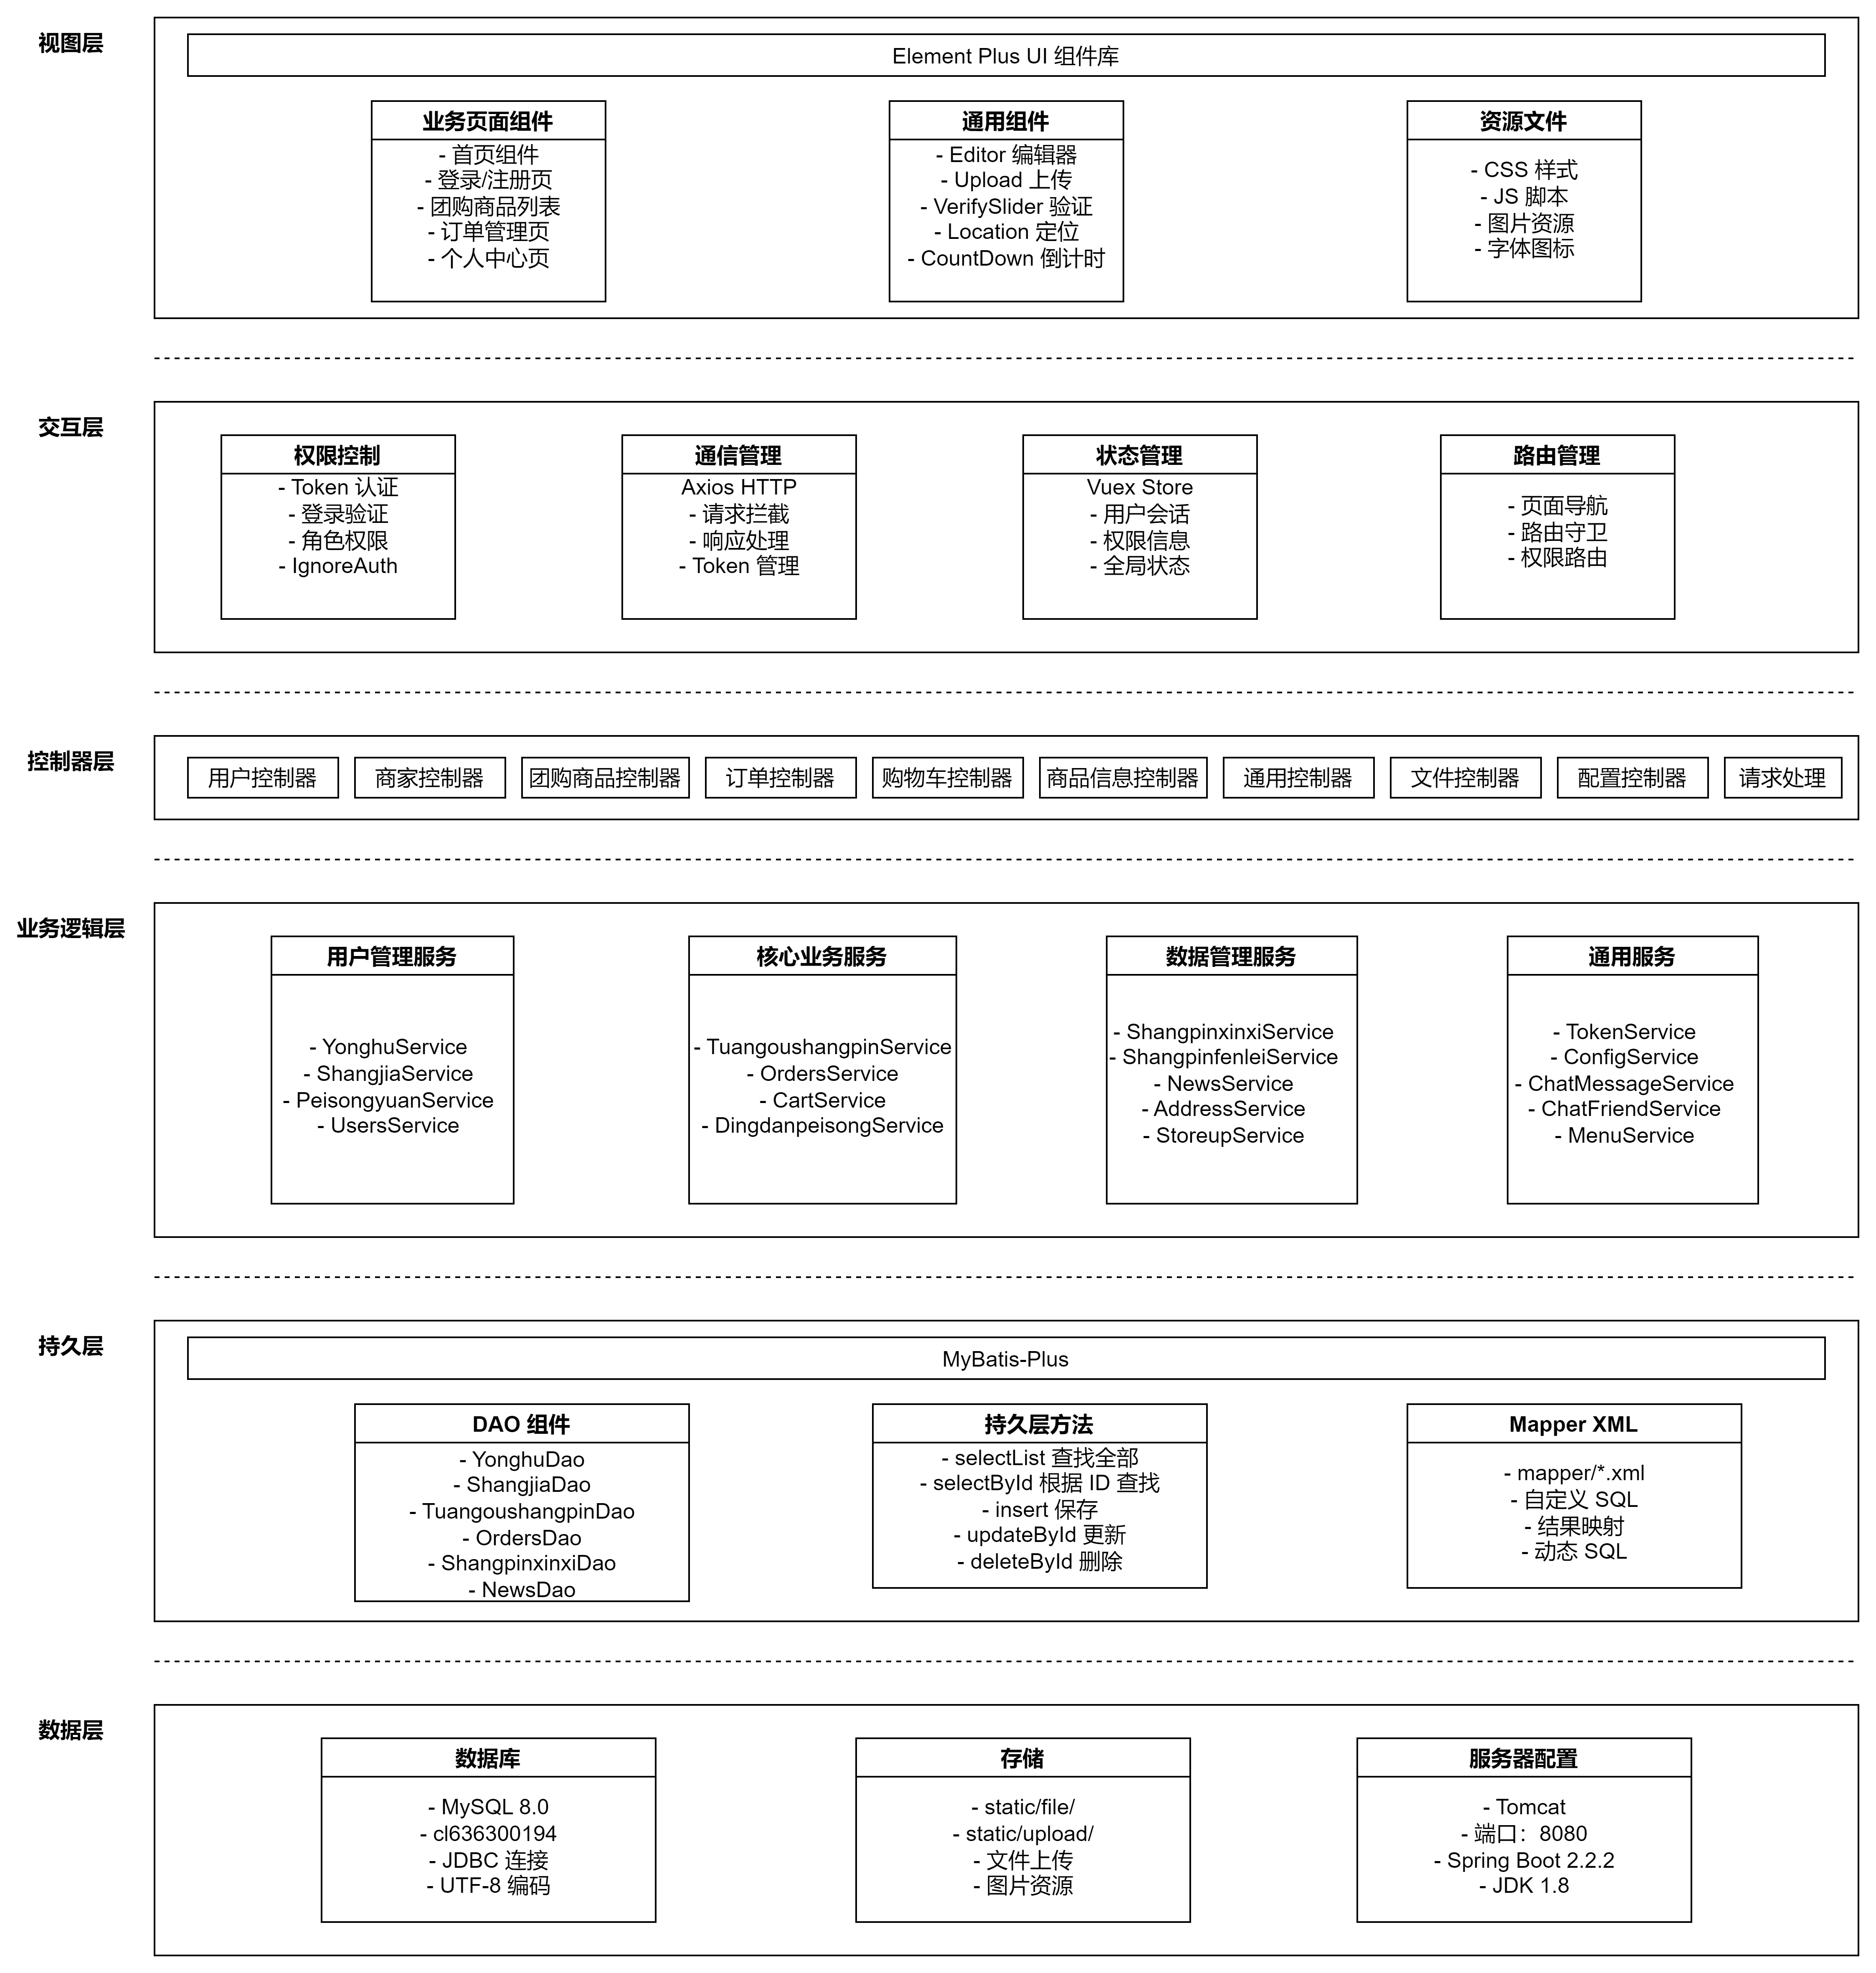 视图层
Element Plus UI 组件库
业务页面组件
- 首页组件
- 登录/注册页
- 团购商品列表
- 订单管理页
- 个人中心页
通用组件
- Editor 编辑器
- Upload 上传
- VerifySlider 验证
- Location 定位
- CountDown 倒计时
资源文件
- CSS 样式
- JS 脚本
- 图片资源
- 字体图标
交互层
权限控制
- Token 认证
- 登录验证
- 角色权限
- IgnoreAuth
通信管理
Axios HTTP
- 请求拦截
- 响应处理
- Token 管理
状态管理
Vuex Store
- 用户会话
- 权限信息
- 全局状态
路由管理
- 页面导航
- 路由守卫
- 权限路由
控制器层
用户控制器
商家控制器
团购商品控制器
订单控制器
购物车控制器
商品信息控制器
通用控制器
文件控制器
配置控制器
请求处理
业务逻辑层
用户管理服务
- YonghuService
- ShangjiaService
- PeisongyuanService
- UsersService
核心业务服务
- TuangoushangpinService
- OrdersService
- CartService
- DingdanpeisongService
数据管理服务
- ShangpinxinxiService
- ShangpinfenleiService
- NewsService
- AddressService
- StoreupService
通用服务
- TokenService
- ConfigService
- ChatMessageService
- ChatFriendService
- MenuService
持久层
MyBatis-Plus
DAO 组件
- YonghuDao
- ShangjiaDao
- TuangoushangpinDao
- OrdersDao
- ShangpinxinxiDao
- NewsDao
持久层方法
- selectList 查找全部
- selectById 根据 ID 查找
- insert 保存
- updateById 更新
- deleteById 删除
Mapper XML
- mapper/*.xml
- 自定义 SQL
- 结果映射
- 动态 SQL
数据层
数据库
- MySQL 8.0
- cl636300194
- JDBC 连接
- UTF-8 编码
存储
- static/file/
- static/upload/
- 文件上传
- 图片资源
服务器配置
- Tomcat
- 端口：8080
- Spring Boot 2.2.2
- JDK 1.8